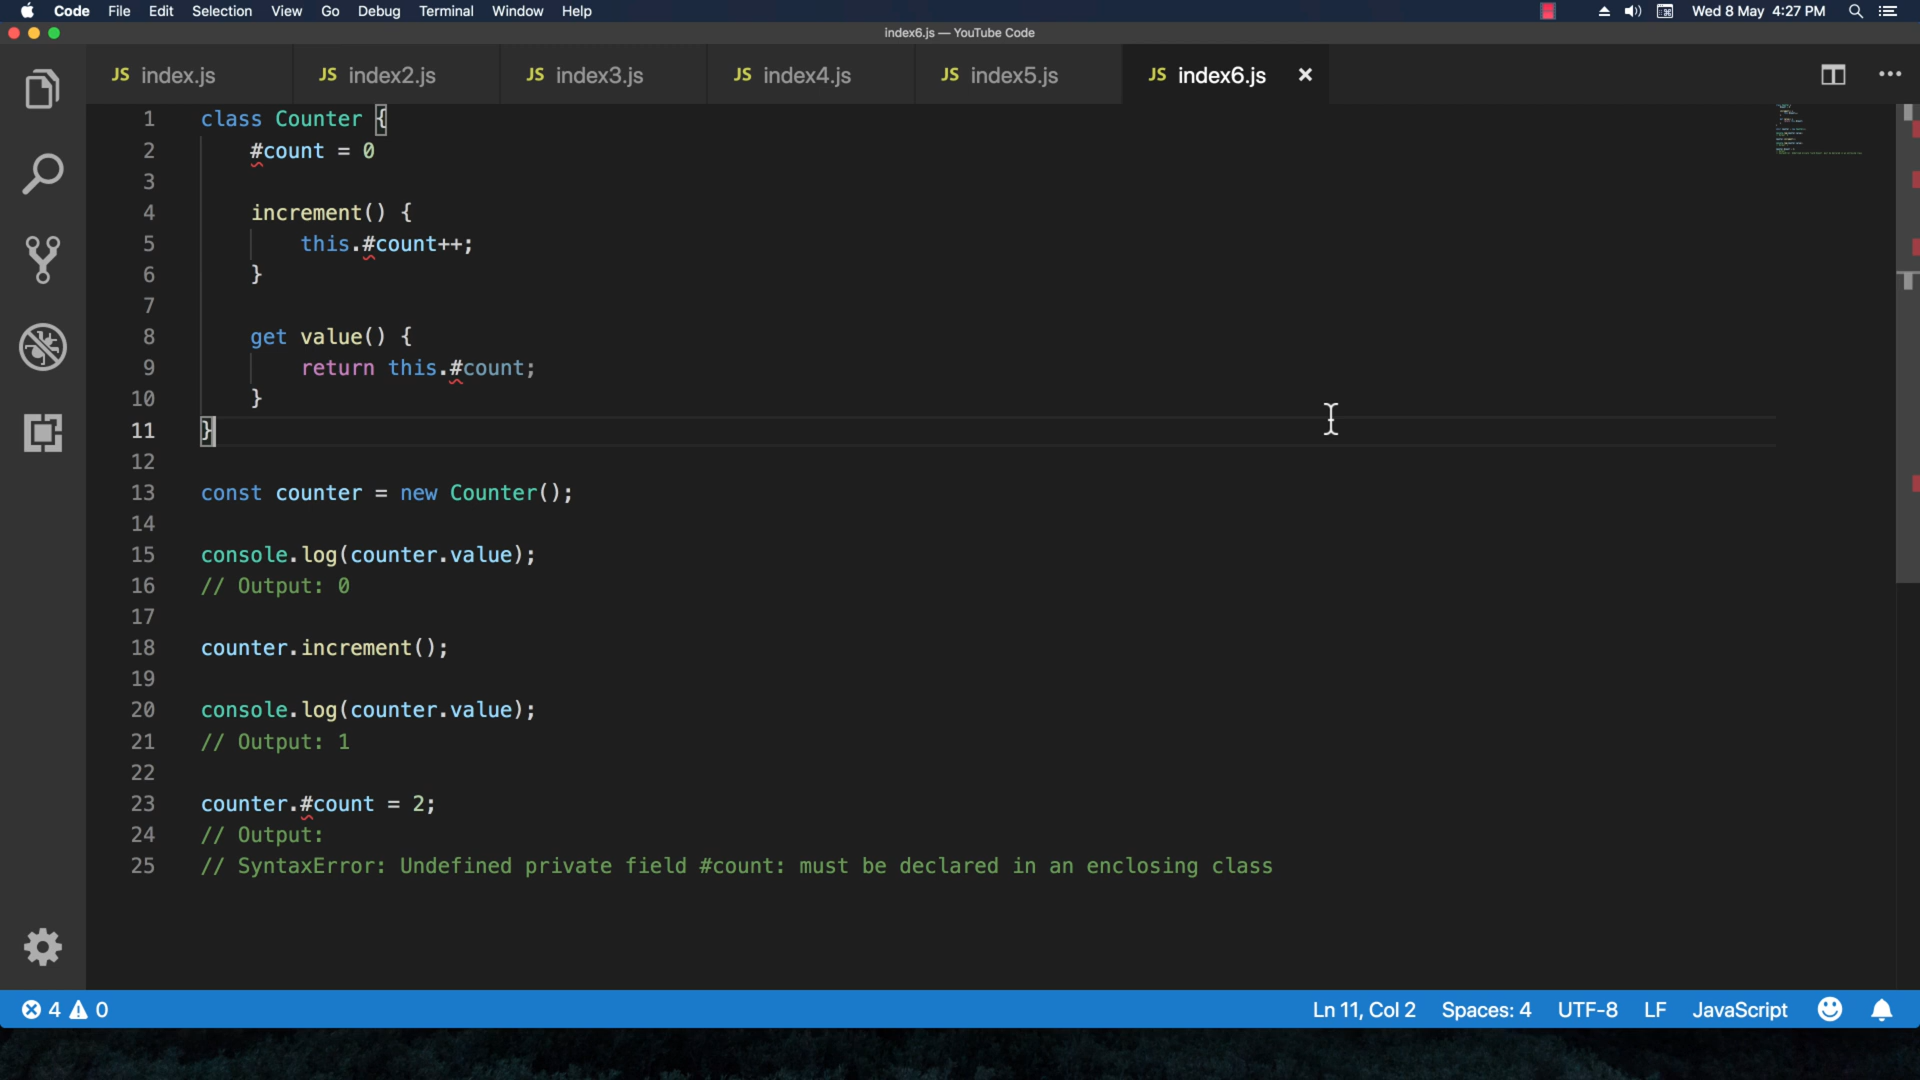 Code File Edit Selection View Go Debug Terminal Window Help Wed 8 May 4:27 PM
index6.js — YouTube Code
JS index.js JS index2.js JS index3.js JS index4.js JS index5.js JS index6.js
1 class Counter {
2 #count = 0
3
4 increment() {
5 this.#count++;
6 }
7
8 get value() {
9 return this.#count;
10 }
11 }
12
13 const counter = new Counter();
14
15 console.log(counter.value);
16 // Output: 0
17
18 counter.increment();
19
20 console.log(counter.value);
21 // Output: 1
22
23 counter.#count = 2;
24 // Output:
25 // SyntaxError: Undefined private field #count: must be declared in an enclosing class
4 0 Ln 11, Col 2 Spaces: 4 UTF-8 LF JavaScript